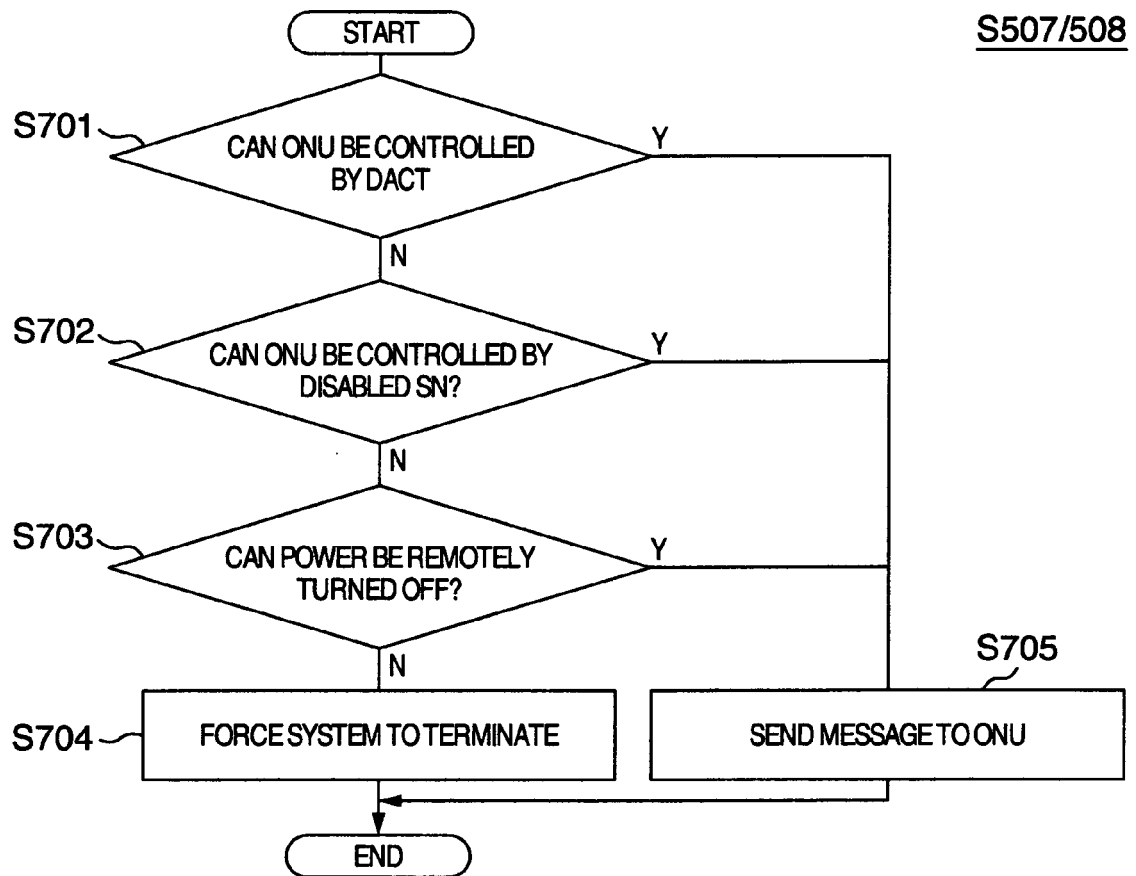 START
S507/508
S701
CAN ONU BE CONTROLLED
BY DACT
Y
N
S702
CAN ONU BE CONTROLLED BY
DISABLED SN?
Y
N
S703
CAN POWER BE REMOTELY
TURNED OFF?
Y
N
S705
S704
FORCE SYSTEM TO TERMINATE
SEND MESSAGE TO ONU
END